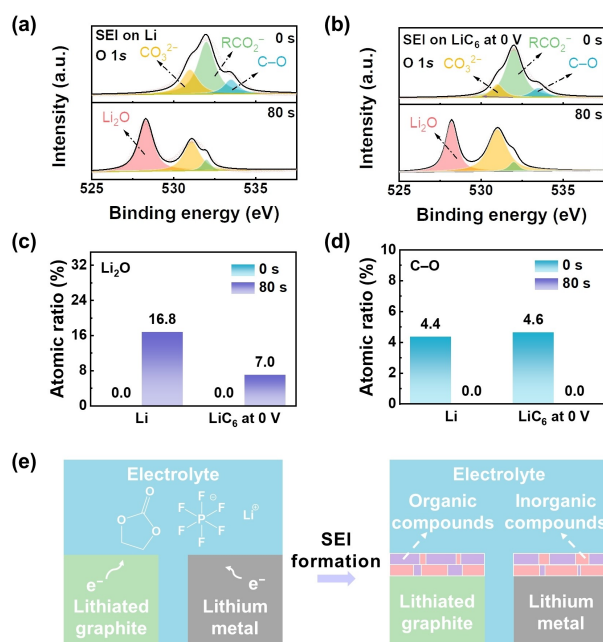 (a)
SEI on Li
0 s
O 1s
CO₃²⁻
RCO₂⁻
C–O
80 s
Li₂O
Intensity (a.u.)
525
530
535
Binding energy (eV)
(b)
SEI on LiC₆ at 0 V
0 s
O 1s
CO₃²⁻
RCO₂⁻
C–O
80 s
Li₂O
Intensity (a.u.)
525
530
535
Binding energy (eV)
(c)
Li₂O
0 s
80 s
Atomic ratio (%)
32
24
16
8
0
0.0
16.8
0.0
7.0
Li
LiC₆ at 0 V
(d)
C–O
0 s
80 s
Atomic ratio (%)
10
8
6
4
2
0
4.4
0.0
4.6
0.0
Li
LiC₆ at 0 V
(e)
Electrolyte
O
O
O
F
F
F
P
F
F
F
⊖
Li⊕
e⁻
e⁻
Lithiated
graphite
Lithium
metal
SEI
formation
Electrolyte
Organic
compounds
Inorganic
compounds
Lithiated
graphite
Lithium
metal